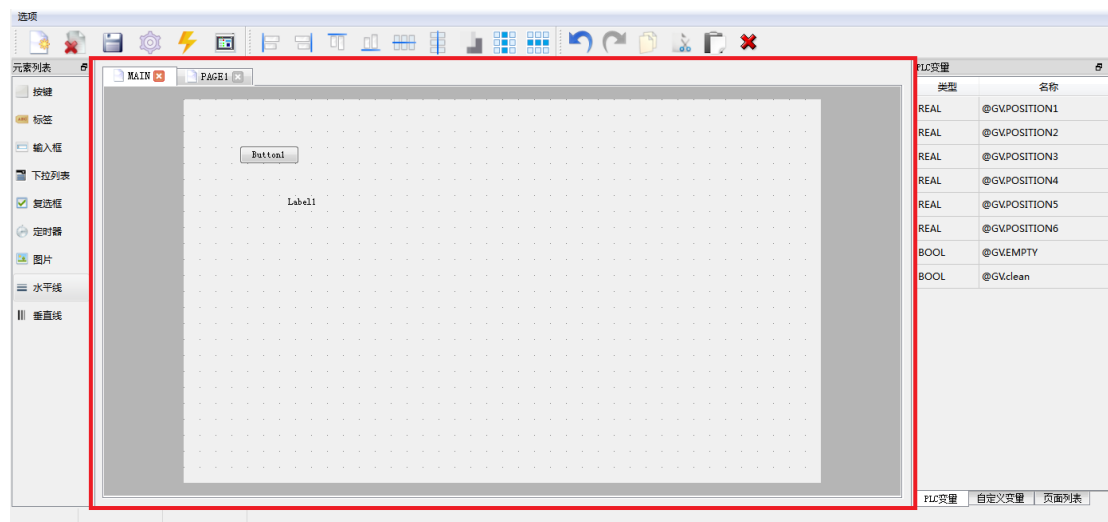 选项
元素列表
MAIN
PAGE1
PLC变量
按键
标签
输入框
下拉列表
复选框
定时器
图片
水平线
垂直线
Button1
Label1
类型 名称
REAL @GV.POSITION1
REAL @GV.POSITION2
REAL @GV.POSITION3
REAL @GV.POSITION4
REAL @GV.POSITION5
REAL @GV.POSITION6
BOOL @GV.EMPTY
BOOL @GV.clean
PLC变量 自定义变量 页面列表